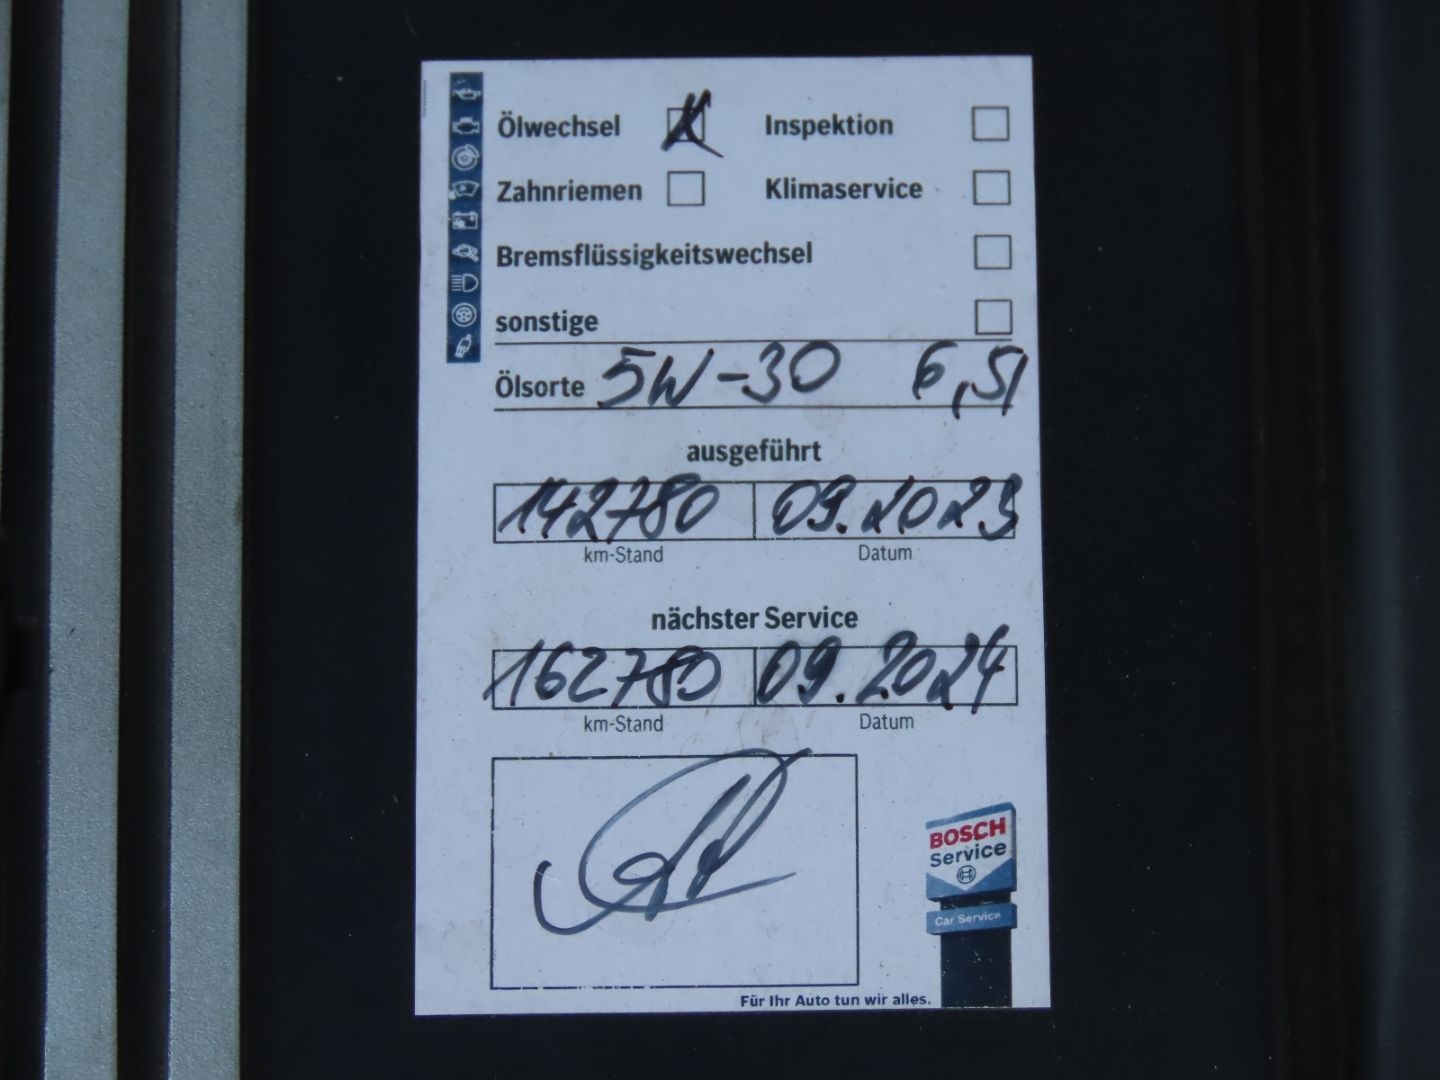 Ölwechsel Inspektion
Zahnriemen Klimaservice
Bremsflüssigkeitswechsel
sonstige
Ölsorte 5W-30 6,5l
ausgeführt
142780 09.2023
km-Stand Datum
nächster Service
162780 09.2024
km-Stand Datum
BOSCH
Service
Car Service
Für Ihr Auto tun wir alles.